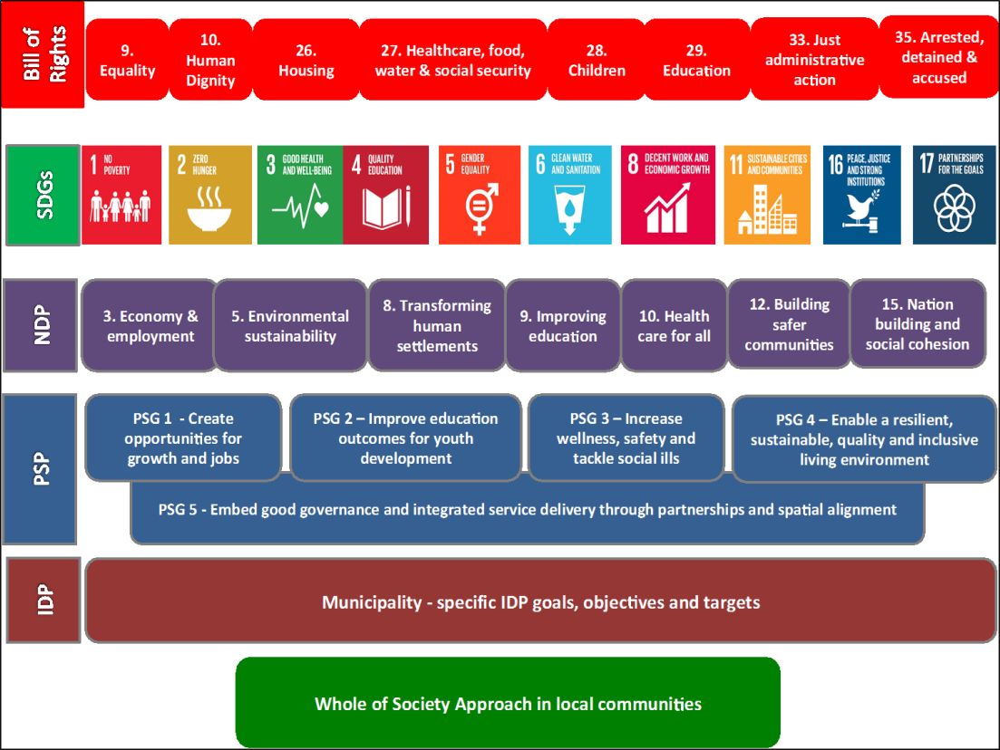 Bill of
Rights
9.
Equality
10.
Human
Dignity
26.
Housing
27. Healthcare, food,
water & social security
28.
Children
29.
Education
33. Just
administrative
action
35. Arrested,
detained &
accused
SDGs
1 NO
POVERTY
2 ZERO
HUNGER
3 GOOD HEALTH
AND WELL-BEING
4 QUALITY
EDUCATION
5 GENDER
EQUALITY
6 CLEAN WATER
AND SANITATION
8 DECENT WORK AND
ECONOMIC GROWTH
11 SUSTAINABLE CITIES
AND COMMUNITIES
16 PEACE, JUSTICE
AND STRONG
INSTITUTIONS
17 PARTNERSHIPS
FOR THE GOALS
NDP
3. Economy &
employment
5. Environmental
sustainability
8. Transforming
human
settlements
9. Improving
education
10. Health
care for all
12. Building
safer
communities
15. Nation
building and
social cohesion
PSP
PSG 1 - Create
opportunities for
growth and jobs
PSG 2 – Improve education
outcomes for youth
development
PSG 3 – Increase
wellness, safety and
tackle social ills
PSG 4 – Enable a resilient,
sustainable, quality and inclusive
living environment
PSG 5 - Embed good governance and integrated service delivery through partnerships and spatial alignment
IDP
Municipality - specific IDP goals, objectives and targets
Whole of Society Approach in local communities